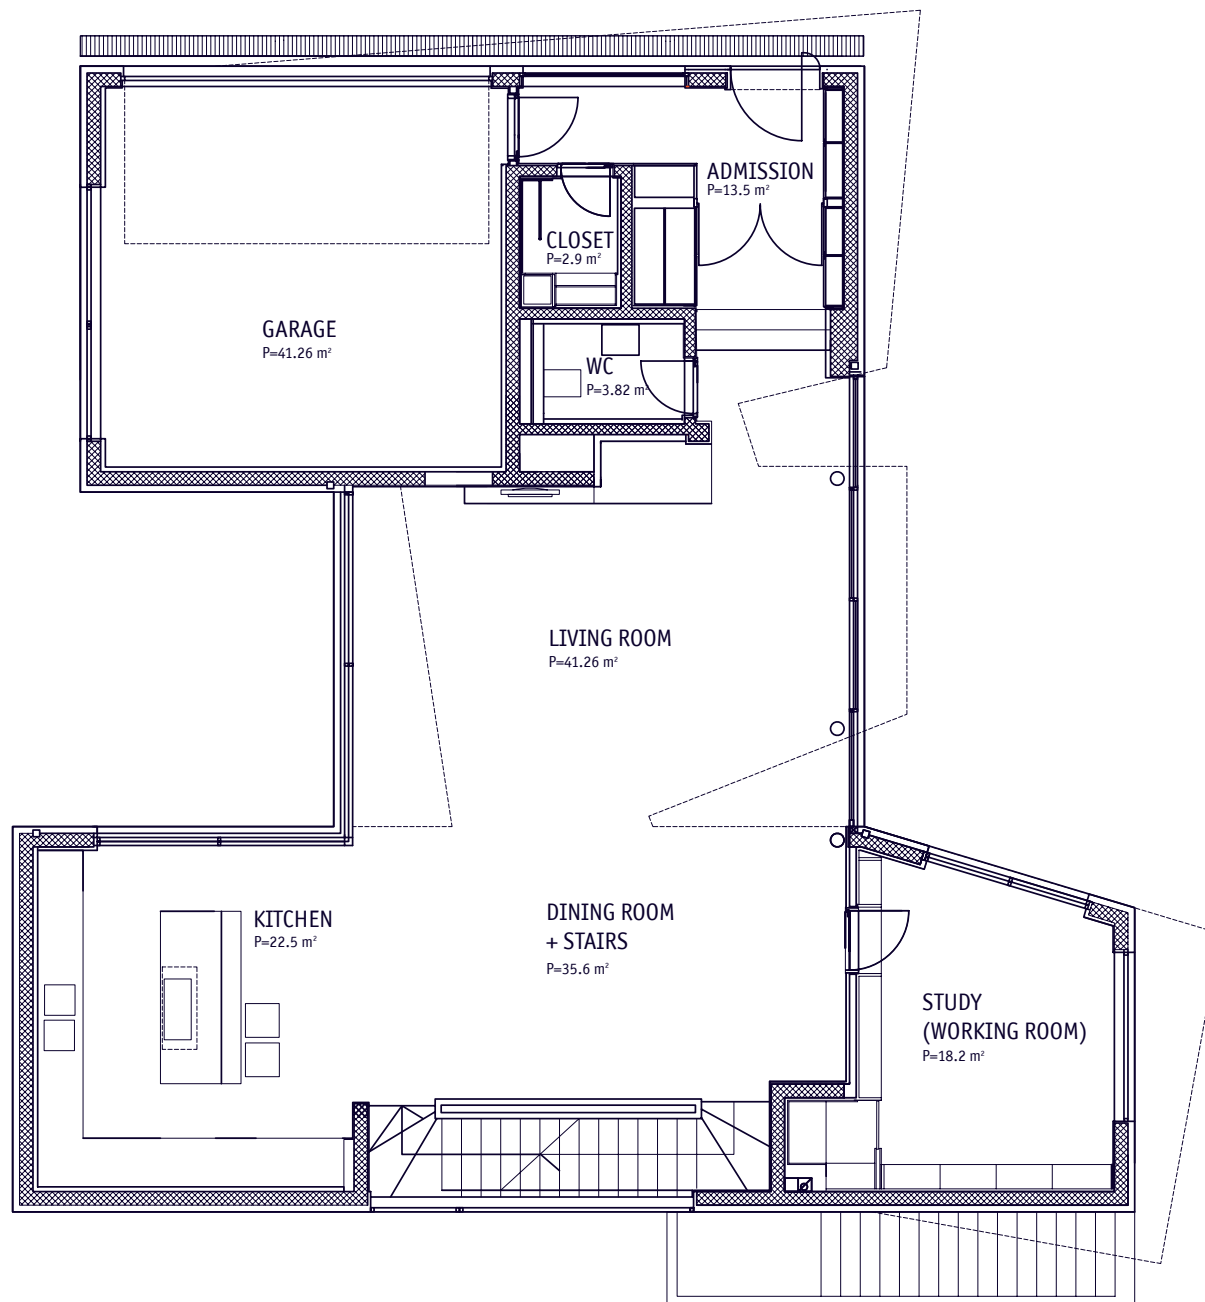 ADMISSION
P=13.5 m²
CLOSET
P=2.9 m²
GARAGE
P=41.26 m²
WC
P=3.82 m²
LIVING ROOM
P=41.26 m²
KITCHEN
P=22.5 m²
DINING ROOM
+ STAIRS
P=35.6 m²
STUDY
(WORKING ROOM)
P=18.2 m²